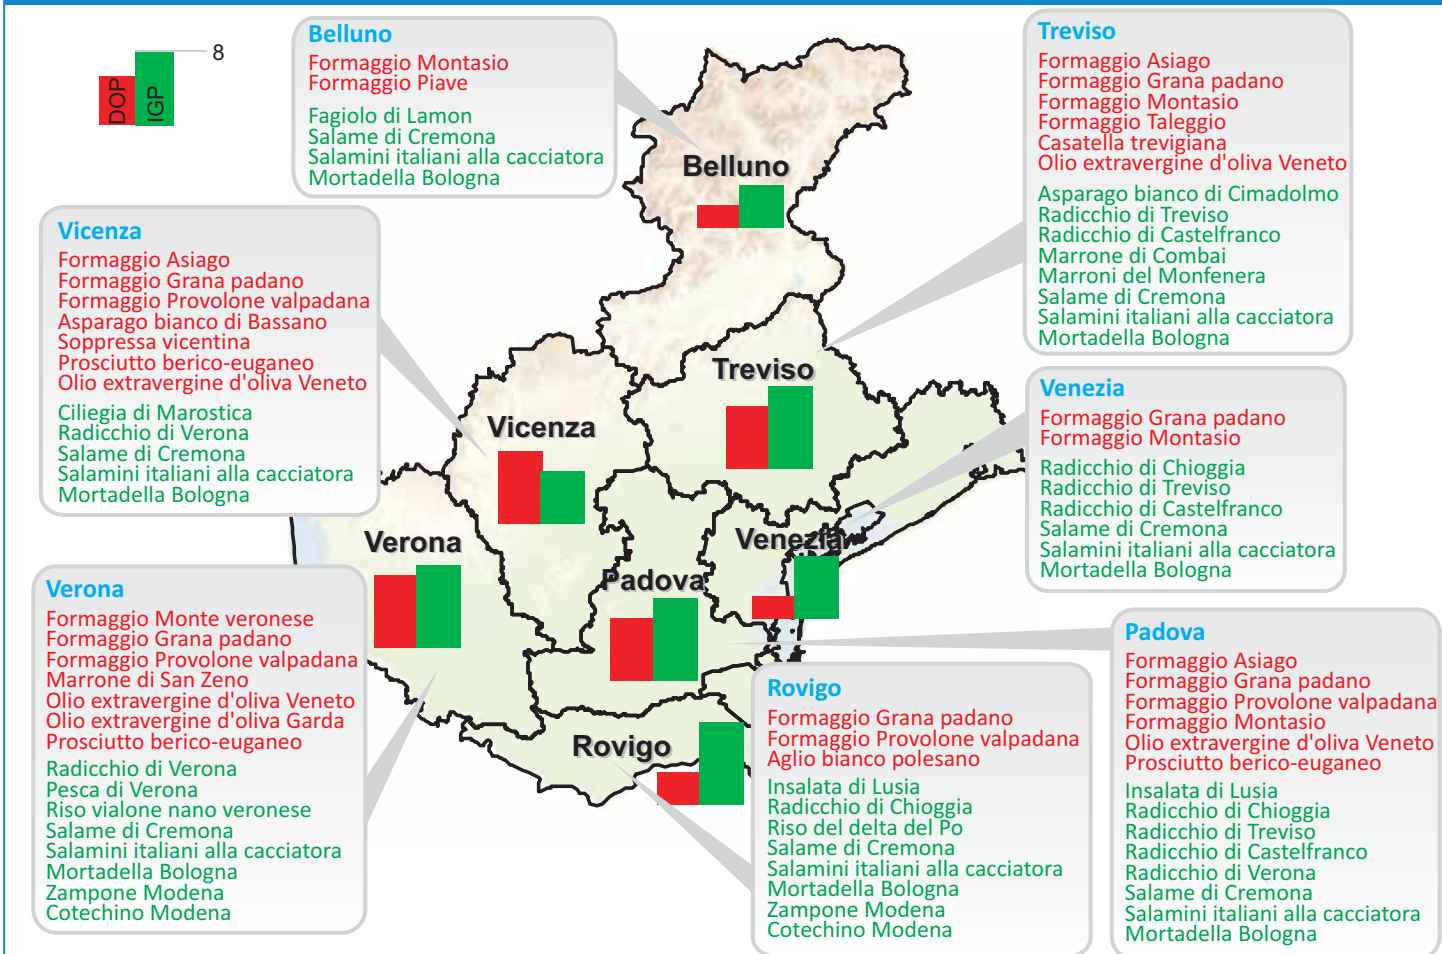 8
DOP
IGP
Belluno
Formaggio Montasio
Formaggio Piave
Fagiolo di Lamon
Salame di Cremona
Salamini italiani alla cacciatora
Mortadella Bologna
Treviso
Formaggio Asiago
Formaggio Grana padano
Formaggio Montasio
Formaggio Taleggio
Casatella trevigiana
Olio extravergine d'oliva Veneto
Asparago bianco di Cimadolmo
Radicchio di Treviso
Radicchio di Castelfranco
Marrone di Combai
Marroni del Monfenera
Salame di Cremona
Salamini italiani alla cacciatora
Mortadella Bologna
Vicenza
Formaggio Asiago
Formaggio Grana padano
Formaggio Provolone valpadana
Asparago bianco di Bassano
Soppressa vicentina
Prosciutto berico-euganeo
Olio extravergine d'oliva Veneto
Ciliegia di Marostica
Radicchio di Verona
Salame di Cremona
Salamini italiani alla cacciatora
Mortadella Bologna
Venezia
Formaggio Grana padano
Formaggio Montasio
Radicchio di Chioggia
Radicchio di Treviso
Radicchio di Castelfranco
Salame di Cremona
Salamini italiani alla cacciatora
Mortadella Bologna
Belluno
Treviso
Vicenza
Verona
Venezia
Padova
Rovigo
Verona
Formaggio Monte veronese
Formaggio Grana padano
Formaggio Provolone valpadana
Marrone di San Zeno
Olio extravergine d'oliva Veneto
Olio extravergine d'oliva Garda
Prosciutto berico-euganeo
Radicchio di Verona
Pesca di Verona
Riso vialone nano veronese
Salame di Cremona
Salamini italiani alla cacciatora
Mortadella Bologna
Zampone Modena
Cotechino Modena
Rovigo
Formaggio Grana padano
Formaggio Provolone valpadana
Aglio bianco polesano
Insalata di Lusia
Radicchio di Chioggia
Riso del delta del Po
Salame di Cremona
Salamini italiani alla cacciatora
Mortadella Bologna
Zampone Modena
Cotechino Modena
Padova
Formaggio Asiago
Formaggio Grana padano
Formaggio Provolone valpadana
Formaggio Montasio
Olio extravergine d'oliva Veneto
Prosciutto berico-euganeo
Insalata di Lusia
Radicchio di Chioggia
Radicchio di Treviso
Radicchio di Castelfranco
Radicchio di Verona
Salame di Cremona
Salamini italiani alla cacciatora
Mortadella Bologna